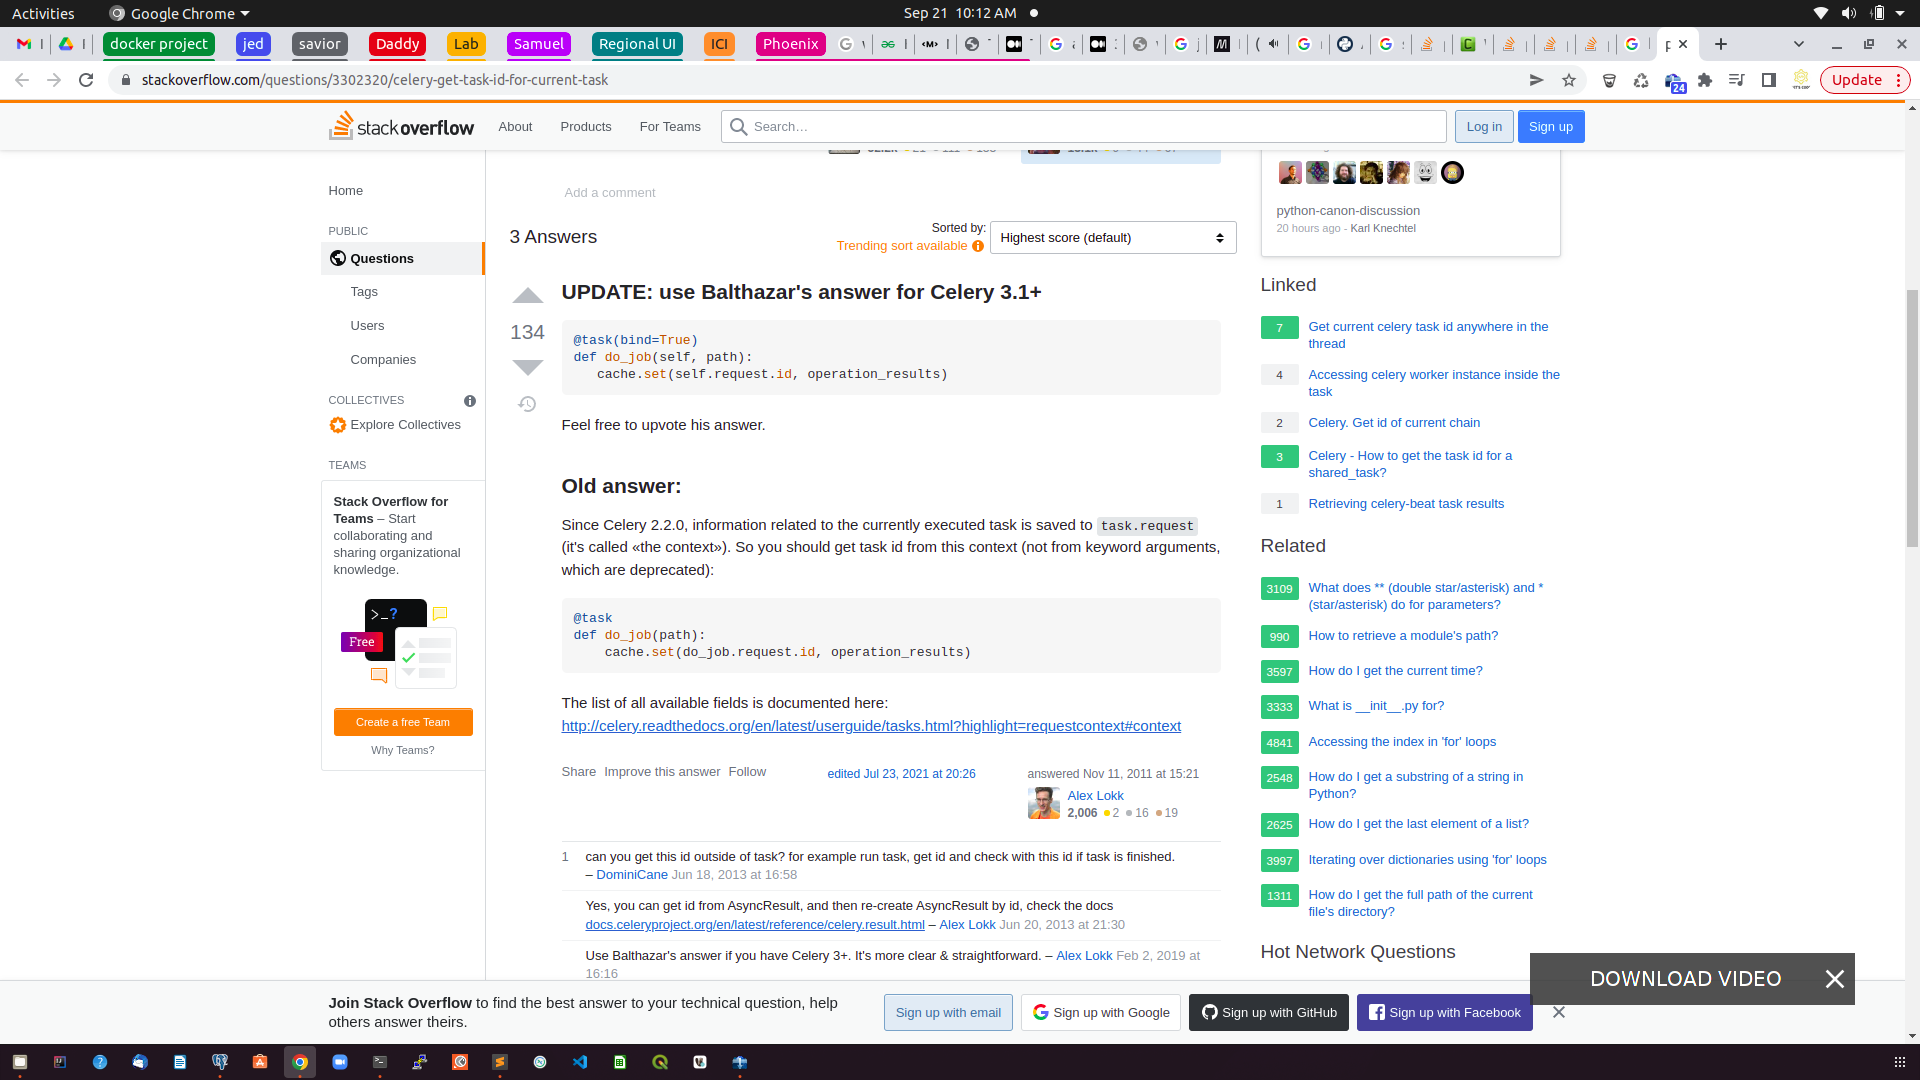 Activities
Google Chrome
Sep 21 10:12 AM
docker project
jed
savior
Daddy
Lab
Samuel
Regional UI
ICI
Phoenix
stackoverflow.com/questions/3302320/celery-get-task-id-for-current-task
24
Update
stackoverflow
About
Products
For Teams
Search…
Log in
Sign up
Home
PUBLIC
Questions
Tags
Users
Companies
COLLECTIVES
Explore Collectives
TEAMS
Stack Overflow for
Teams – Start
collaborating and
sharing organizational
knowledge.
>_?
Free
Create a free Team
Why Teams?
Add a comment
3 Answers
Sorted by:
Trending sort available
Highest score (default)
134
UPDATE: use Balthazar's answer for Celery 3.1+
@task(bind=True)
def do_job(self, path):
cache.set(self.request.id, operation_results)
Feel free to upvote his answer.
Old answer:
Since Celery 2.2.0, information related to the currently executed task is saved to task.request
(it's called «the context»). So you should get task id from this context (not from keyword arguments,
which are deprecated):
@task
def do_job(path):
cache.set(do_job.request.id, operation_results)
The list of all available fields is documented here:
http://celery.readthedocs.org/en/latest/userguide/tasks.html?highlight=requestcontext#context
Share Improve this answer Follow
edited Jul 23, 2021 at 20:26
answered Nov 11, 2011 at 15:21
Alex Lokk
2,006 2 16 19
1 can you get this id outside of task? for example run task, get id and check with this id if task is finished.
– DominiCane Jun 18, 2013 at 16:58
Yes, you can get id from AsyncResult, and then re-create AsyncResult by id, check the docs
docs.celeryproject.org/en/latest/reference/celery.result.html – Alex Lokk Jun 20, 2013 at 21:30
Use Balthazar's answer if you have Celery 3+. It's more clear & straightforward. – Alex Lokk Feb 2, 2019 at
16:16
python-canon-discussion
20 hours ago - Karl Knechtel
Linked
7 Get current celery task id anywhere in the
thread
4 Accessing celery worker instance inside the
task
2 Celery. Get id of current chain
3 Celery - How to get the task id for a
shared_task?
1 Retrieving celery-beat task results
Related
3109 What does ** (double star/asterisk) and *
(star/asterisk) do for parameters?
990 How to retrieve a module's path?
3597 How do I get the current time?
3333 What is __init__.py for?
4841 Accessing the index in 'for' loops
2548 How do I get a substring of a string in
Python?
2625 How do I get the last element of a list?
3997 Iterating over dictionaries using 'for' loops
1311 How do I get the full path of the current
file's directory?
Hot Network Questions
DOWNLOAD VIDEO
Join Stack Overflow to find the best answer to your technical question, help
others answer theirs.
Sign up with email
Sign up with Google
Sign up with GitHub
Sign up with Facebook